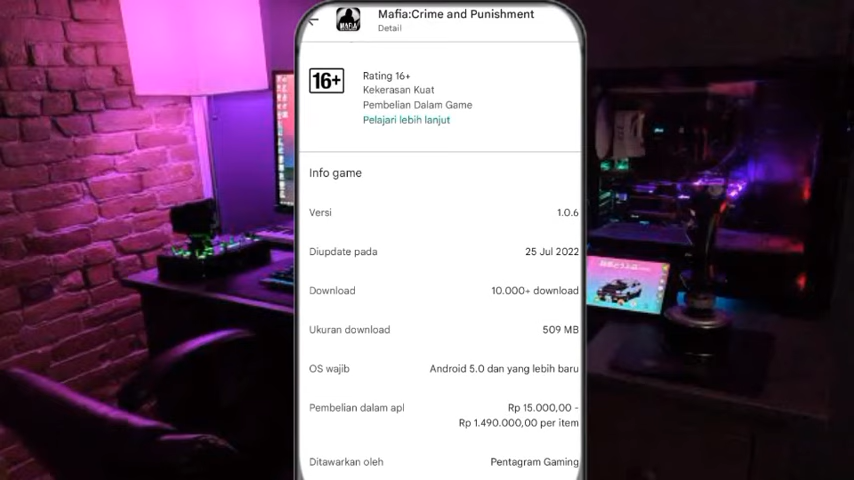 Mafia:Crime and Punishment
Detail
MAFIA
16+
Rating 16+
Kekerasan Kuat
Pembelian Dalam Game
Pelajari lebih lanjut
Info game
Versi 1.0.6
Diupdate pada 25 Jul 2022
Download 10.000+ download
Ukuran download 509 MB
OS wajib Android 5.0 dan yang lebih baru
Pembelian dalam apl Rp 15.000,00 -
Rp 1.490.000,00 per item
Ditawarkan oleh Pentagram Gaming